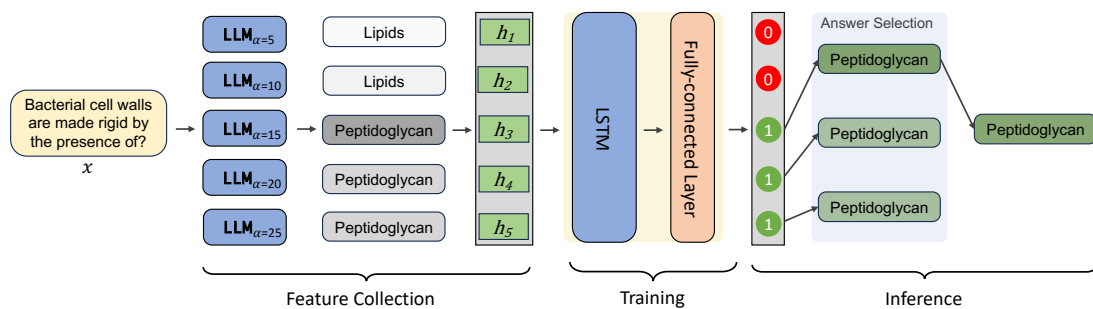 Bacterial cell walls
are made rigid by
the presence of?
x
LLMα=5
LLMα=10
LLMα=15
LLMα=20
LLMα=25
Lipids
Lipids
Peptidoglycan
Peptidoglycan
Peptidoglycan
h1
h2
h3
h4
h5
LSTM
Fully-connected Layer
0
0
1
1
1
Answer Selection
Peptidoglycan
Peptidoglycan
Peptidoglycan
Peptidoglycan
Feature Collection
Training
Inference